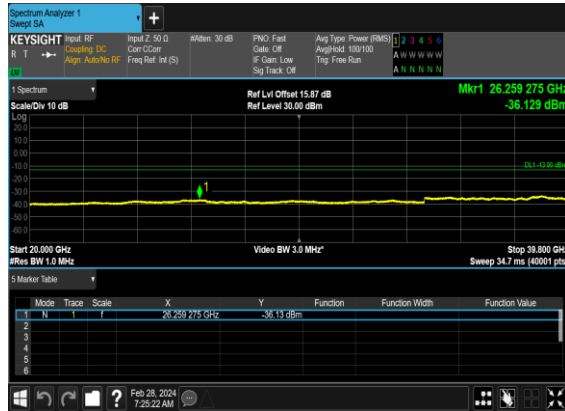 Spectrum Analyzer 1
Swept SA
+
KEYSIGHT Input: RF Input Z: 50 Ω #Atten: 30 dB PNO: Fast Avg Type: Power (RMS) 1 2 3 4 5 6
R T Coupling: DC Corr CCorr Gate: Off Avg|Hold: 100/100 A W W W W W
Align: Auto/No RF Freq Ref: Int (S) IF Gain: Low Trig: Free Run
Sig Track: Off A N N N N N
1 Spectrum Ref Lvl Offset 15.87 dB Mkr1 26.259 275 GHz
Scale/Div 10 dB Ref Level 30.00 dBm -36.129 dBm
Log
20.0
10.0
0.00
-10.0
DL1 -13.00 dBm
-20.0
1
-30.0
-40.0
-50.0
-60.0
Start 20.000 GHz Video BW 3.0 MHz* Stop 39.800 GHz
#Res BW 1.0 MHz Sweep 34.7 ms (40001 pts)
5 Marker Table
Mode Trace Scale X Y Function Function Width Function Value
1 N 1 f 26.259 275 GHz -36.13 dBm
2
3
4
5
6
? Feb 28, 2024
7:25:22 AM